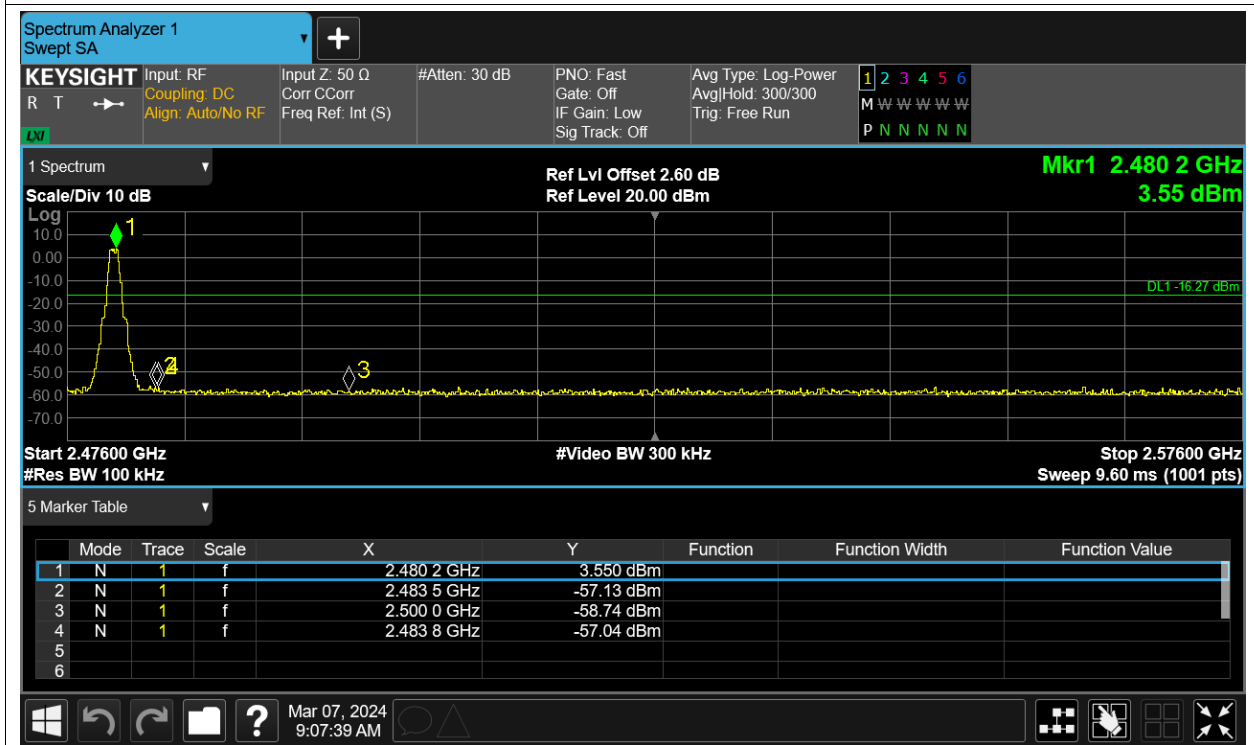 Spectrum Analyzer 1
Swept SA
+
KEYSIGHT
R T
LXI
Input: RF
Coupling: DC
Align: Auto/No RF
Input Z: 50 Ω
Corr CCorr
Freq Ref: Int (S)
#Atten: 30 dB
PNO: Fast
Gate: Off
IF Gain: Low
Sig Track: Off
Avg Type: Log-Power
Avg|Hold: 300/300
Trig: Free Run
1 2 3 4 5 6
M W W W W W
P N N N N N
1 Spectrum
Scale/Div 10 dB
Ref Lvl Offset 2.60 dB
Ref Level 20.00 dBm
Mkr1 2.480 2 GHz
3.55 dBm
Log
1
10.0
0.00
-10.0
DL1 -16.27 dBm
-20.0
-30.0
-40.0
2 4 3
-50.0
-60.0
-70.0
Start 2.47600 GHz
#Res BW 100 kHz
#Video BW 300 kHz
Stop 2.57600 GHz
Sweep 9.60 ms (1001 pts)
5 Marker Table
Mode Trace Scale X Y Function Function Width Function Value
1 N 1 f 2.480 2 GHz 3.550 dBm
2 N 1 f 2.483 5 GHz -57.13 dBm
3 N 1 f 2.500 0 GHz -58.74 dBm
4 N 1 f 2.483 8 GHz -57.04 dBm
5
6
?
Mar 07, 2024
9:07:39 AM